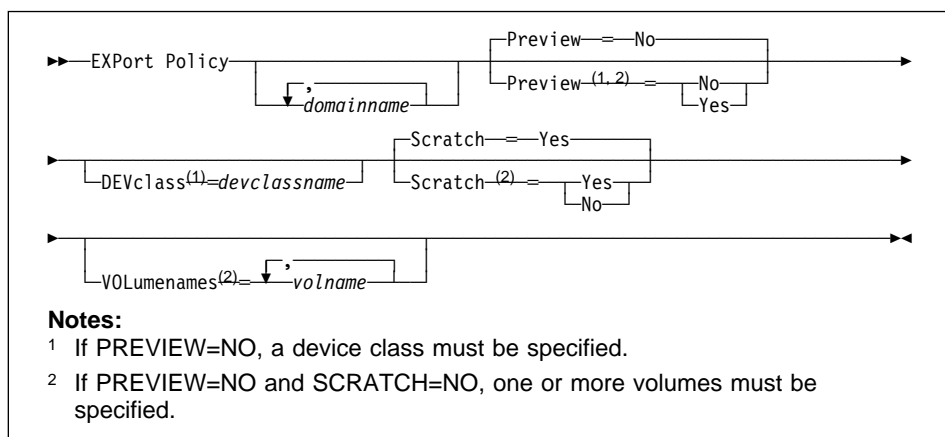 Preview = No
EXPort Policy
, Preview (1, 2) = No
domainname Yes
Scratch = Yes
DEVclass(1)=devclassname Scratch (2) = Yes
No
,
VOLumenames(2)= volname
Notes:
1 If PREVIEW=NO, a device class must be specified.
2 If PREVIEW=NO and SCRATCH=NO, one or more volumes must be
specified.